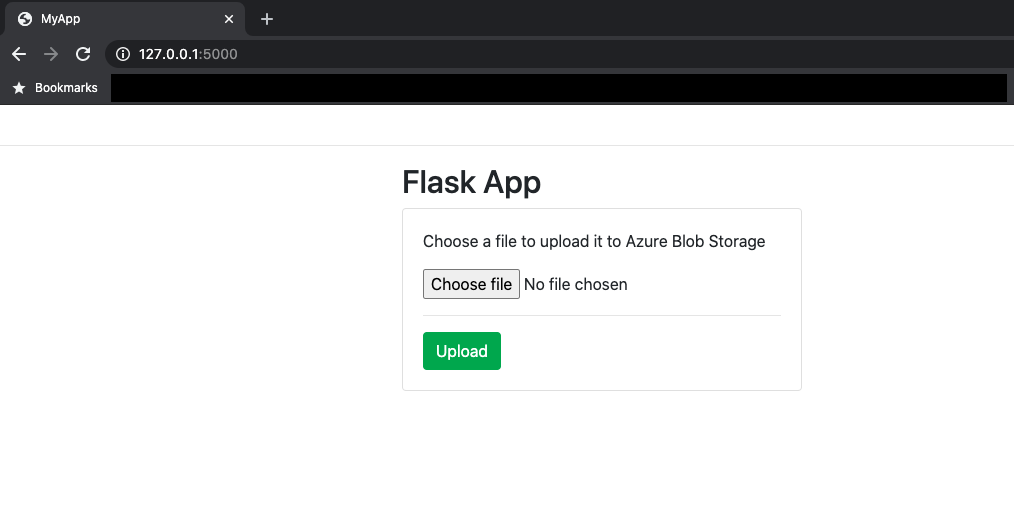 MyApp
127.0.0.1:5000
Bookmarks
Flask App
Choose a file to upload it to Azure Blob Storage
Choose file No file chosen
Upload